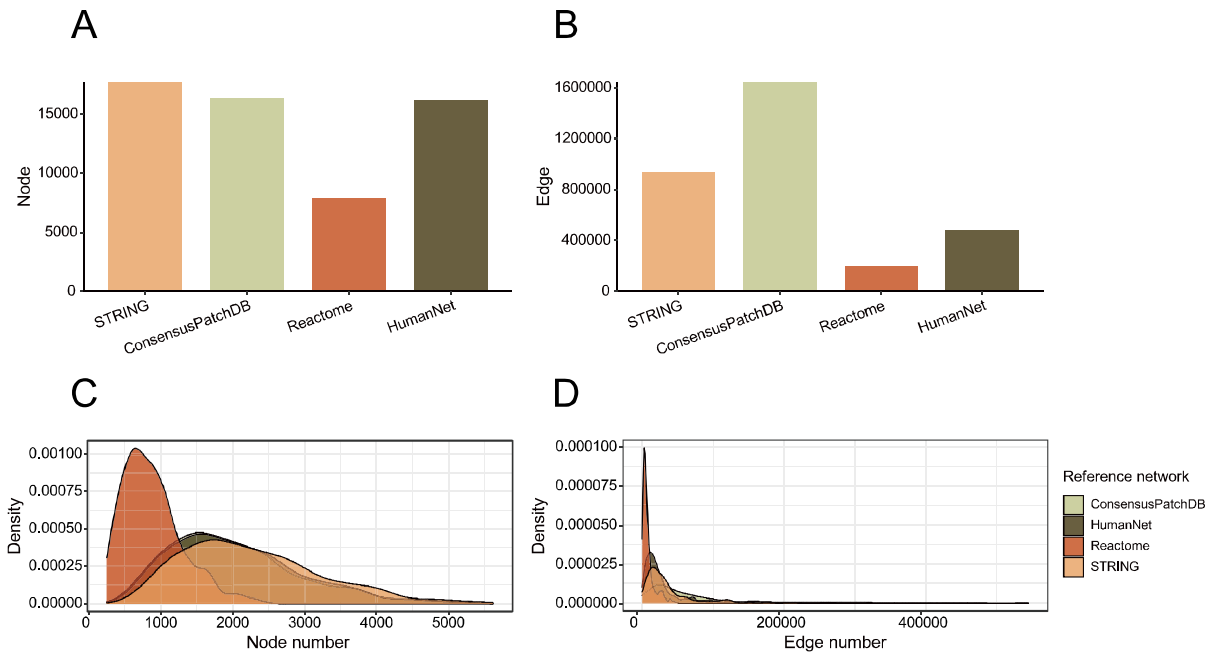 A
B
Node
15000
10000
5000
0
STRING
ConsensusPatchDB
Reactome
HumanNet
Edge
1600000
1200000
800000
400000
0
STRING
ConsensusPatchDB
Reactome
HumanNet
C
D
Density
0.00100
0.00075
0.00050
0.00025
0.00000
0 1000 2000 3000 4000 5000
Node number
Density
0.000100
0.000075
0.000050
0.000025
0.000000
0 200000 400000
Edge number
Reference network
ConsensusPatchDB
HumanNet
Reactome
STRING